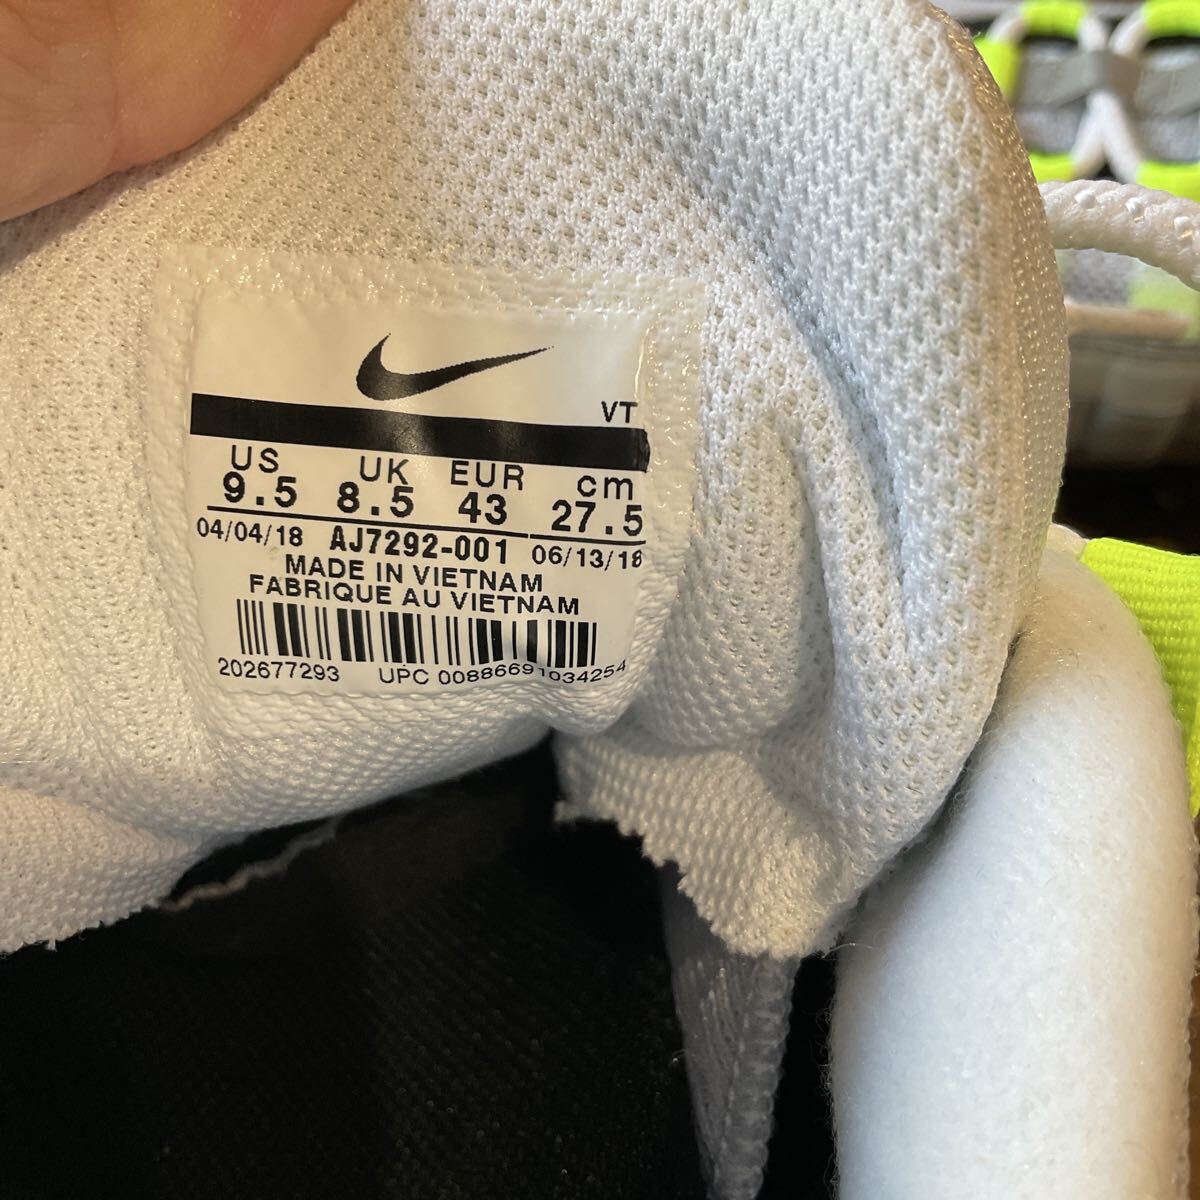 VT
US UK EUR cm
9.5 8.5 43 27.5
04/04/18 AJ7292-001 06/13/18
MADE IN VIETNAM
FABRIQUE AU VIETNAM
202677293 UPC 00886691034254